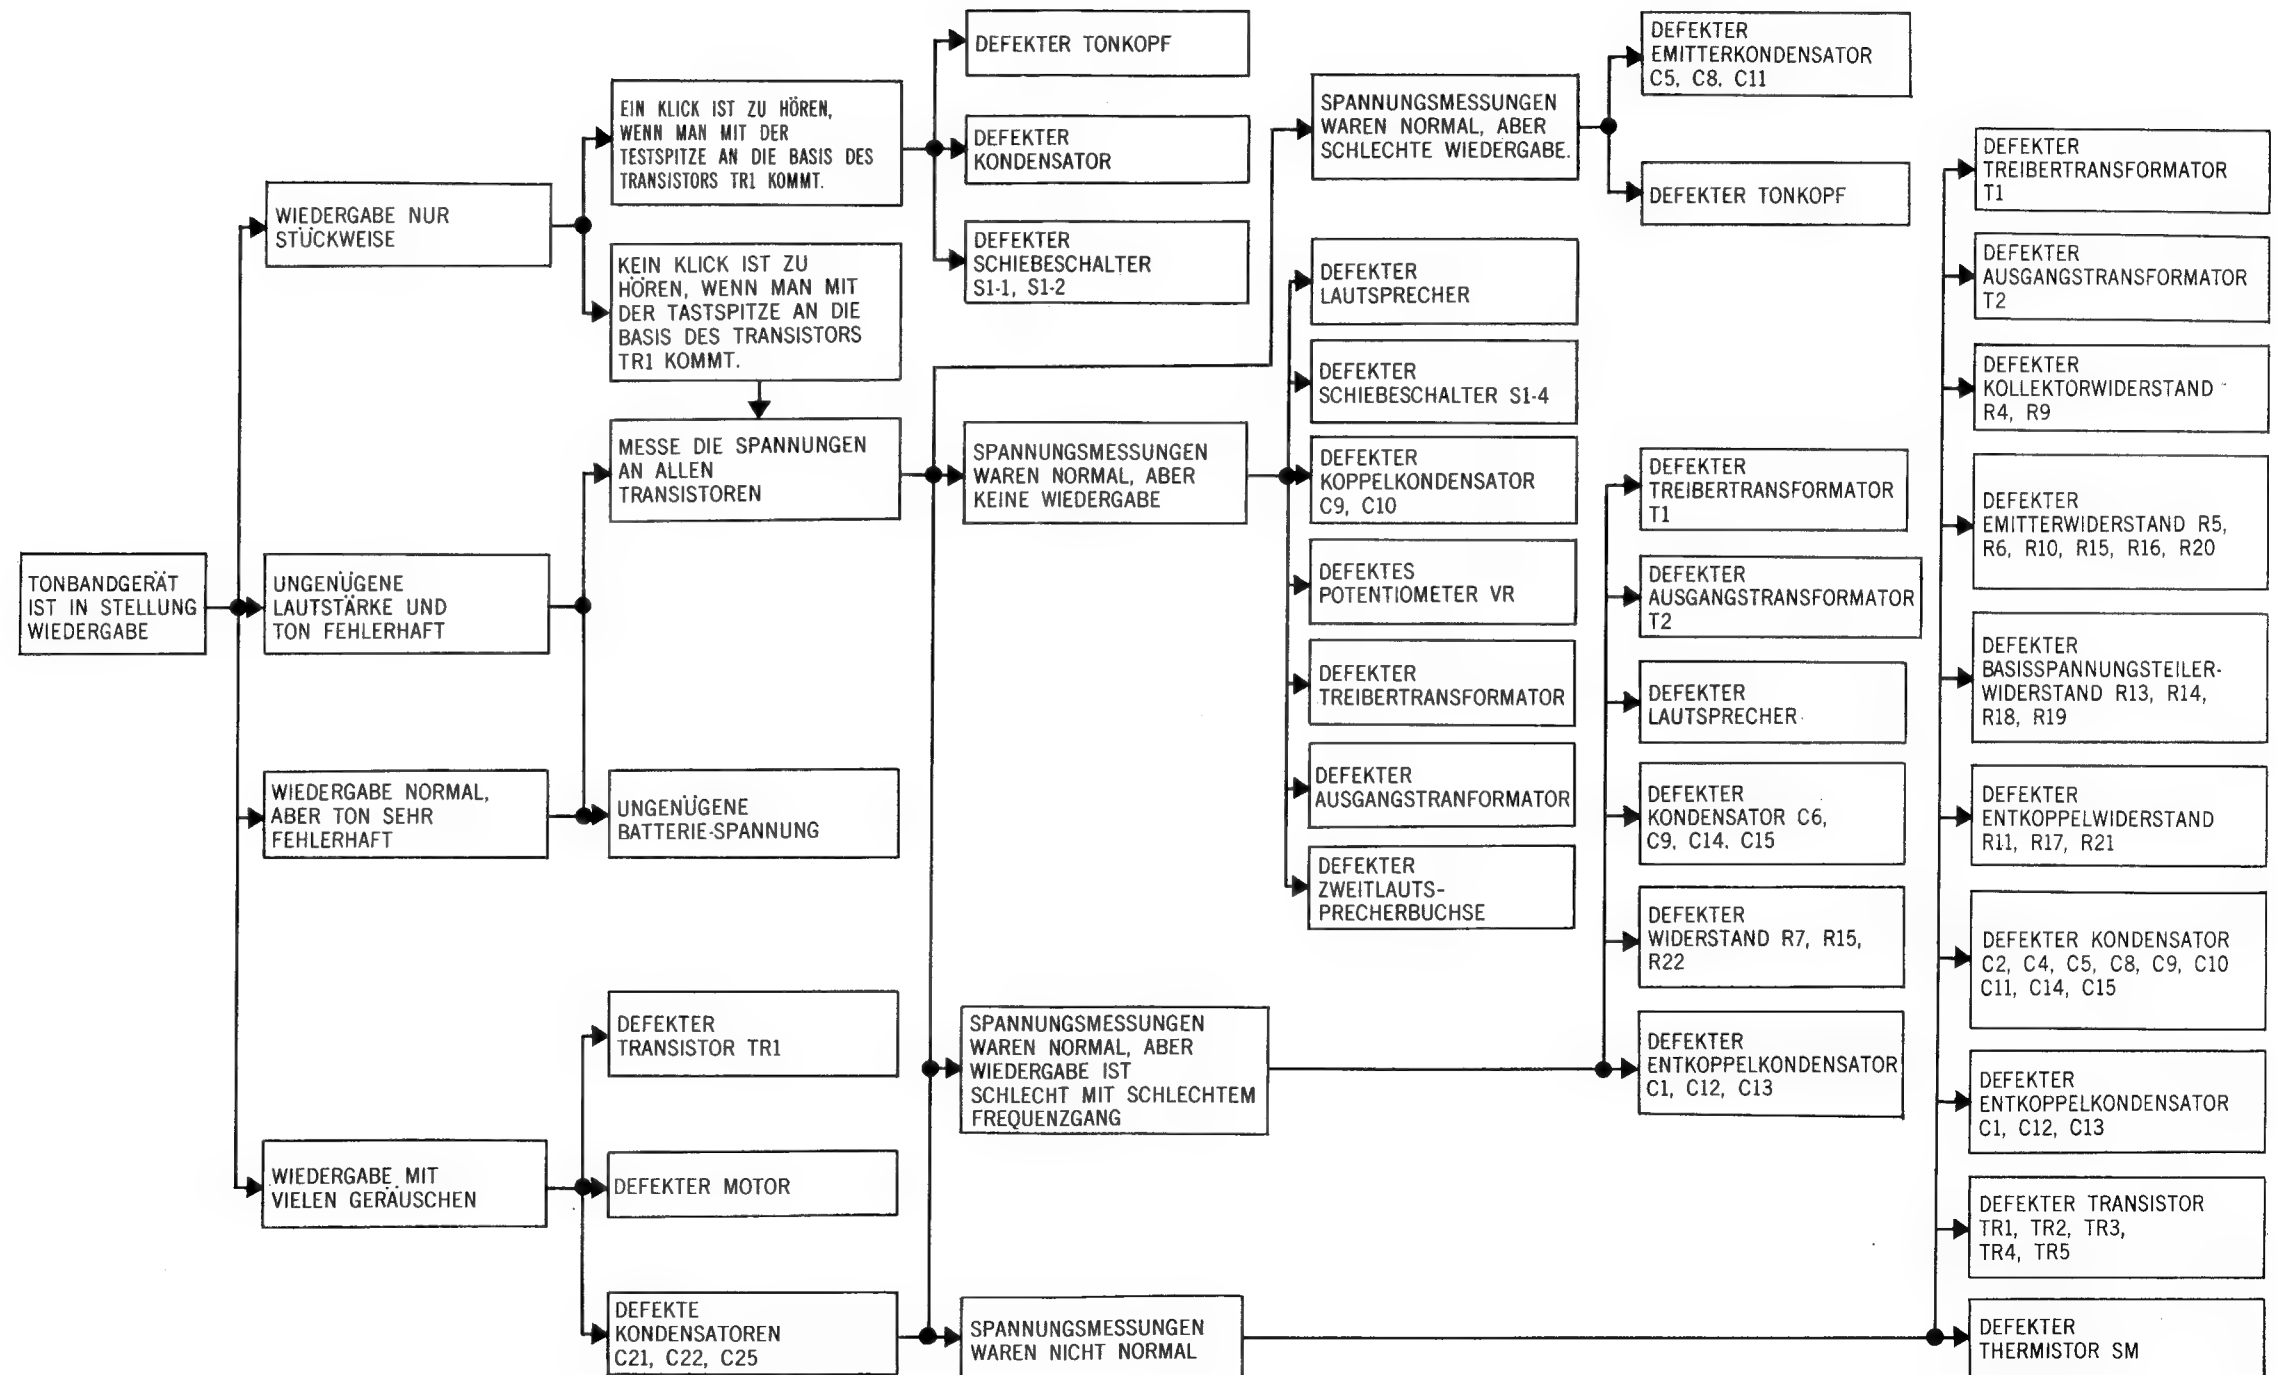 TONBANDGERÄT
IST IN STELLUNG
WIEDERGABE
WIEDERGABE NUR
STÜCKWEISE
UNGENÜGENE
LAUTSTÄRKE UND
TON FEHLERHAFT
WIEDERGABE NORMAL,
ABER TON SEHR
FEHLERHAFT
WIEDERGABE MIT
VIELEN GERÄUSCHEN
EIN KLICK IST ZU HÖREN,
WENN MAN MIT DER
TESTSPITZE AN DIE BASIS DES
TRANSISTORS TR1 KOMMT.
KEIN KLICK IST ZU
HÖREN, WENN MAN MIT
DER TASTSPITZE AN DIE
BASIS DES TRANSISTORS
TR1 KOMMT.
MESSE DIE SPANNUNGEN
AN ALLEN
TRANSISTOREN
UNGENÜGENE
BATTERIE-SPANNUNG
DEFEKTER
TRANSISTOR TR1
DEFEKTER MOTOR
DEFEKTE
KONDENSATOREN
C21, C22, C25
DEFEKTER TONKOPF
DEFEKTER
KONDENSATOR
DEFEKTER
SCHIEBESCHALTER
S1-1, S1-2
SPANNUNGSMESSUNGEN
WAREN NORMAL, ABER
KEINE WIEDERGABE
SPANNUNGSMESSUNGEN
WAREN NORMAL, ABER
WIEDERGABE IST
SCHLECHT MIT SCHLECHTEM
FREQUENZGANG
SPANNUNGSMESSUNGEN
WAREN NICHT NORMAL
SPANNUNGSMESSUNGEN
WAREN NORMAL, ABER
SCHLECHTE WIEDERGABE.
DEFEKTER
LAUTSPRECHER
DEFEKTER
SCHIEBESCHALTER S1-4
DEFEKTER
KOPPELKONDENSATOR
C9, C10
DEFEKTES
POTENTIOMETER VR
DEFEKTER
TREIBERTRANSFORMATOR
DEFEKTER
AUSGANGSTRANFORMATOR
DEFEKTER
ZWEITLAUTS-
PRECHERBUCHSE
DEFEKTER
EMITTERKONDENSATOR
C5, C8. C11
DEFEKTER TONKOPF
DEFEKTER
TREIBERTRANSFORMATOR
T1
DEFEKTER
AUSGANGSTRANSFORMATOR
T2
DEFEKTER
LAUTSPRECHER
DEFEKTER
KONDENSATOR C6,
C9, C14. C15
DEFEKTER
WIDERSTAND R7, R15,
R22
DEFEKTER
ENTKOPPELKONDENSATOR
C1, C12, C13
DEFEKTER
TREIBERTRANSFORMATOR
T1
DEFEKTER
AUSGANGSTRANSFORMATOR
T2
DEFEKTER
KOLLEKTORWIDERSTAND
R4, R9
DEFEKTER
EMITTERWIDERSTAND R5,
R6, R10, R15, R16, R20
DEFEKTER
BASISSPANNUNGSTEILER-
WIDERSTAND R13, R14,
R18, R19
DEFEKTER
ENTKOPPELWIDERSTAND
R11, R17, R21
DEFEKTER KONDENSATOR
C2, C4, C5, C8, C9, C10
C11, C14, C15
DEFEKTER
ENTKOPPELKONDENSATOR
C1, C12, C13
DEFEKTER TRANSISTOR
TR1, TR2, TR3,
TR4, TR5
DEFEKTER
THERMISTOR SM